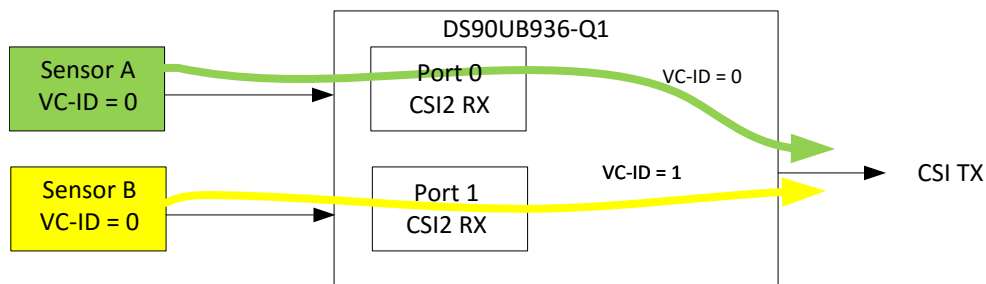 DS90UB936-Q1
Sensor A
VC-ID = 0
Port 0
CSI2 RX
VC-ID = 0
Sensor B
VC-ID = 0
Port 1
CSI2 RX
VC-ID = 1
CSI TX